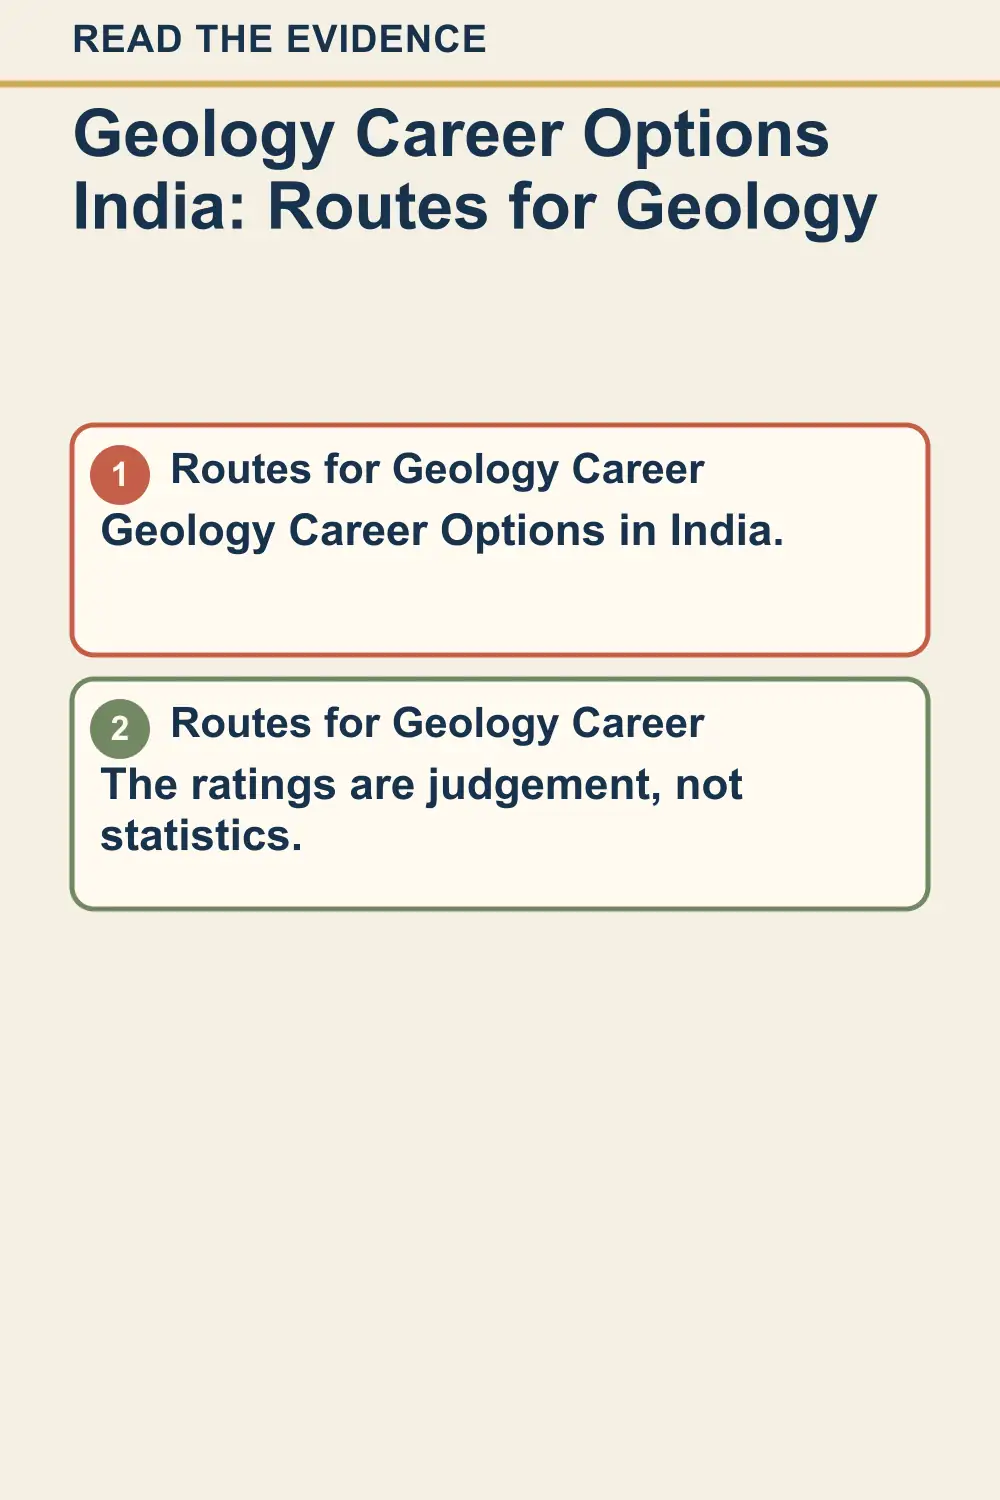 READ THE EVIDENCE
Geology Career Options
India: Routes for Geology
1 Routes for Geology Career
Geology Career Options in India.
2 Routes for Geology Career
The ratings are judgement, not
statistics.